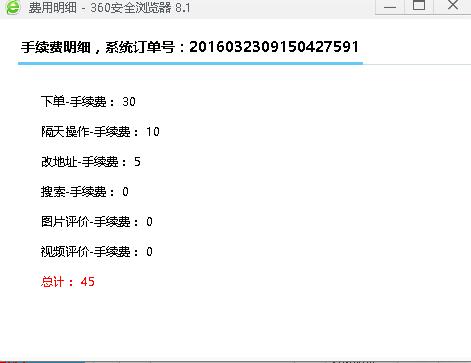 费用明细 - 360安全浏览器 8.1
手续费明细，系统订单号：2016032309150427591
下单-手续费： 30
隔天操作-手续费： 10
改地址-手续费： 5
搜索-手续费： 0
图片评价-手续费： 0
视频评价-手续费： 0
总计： 45